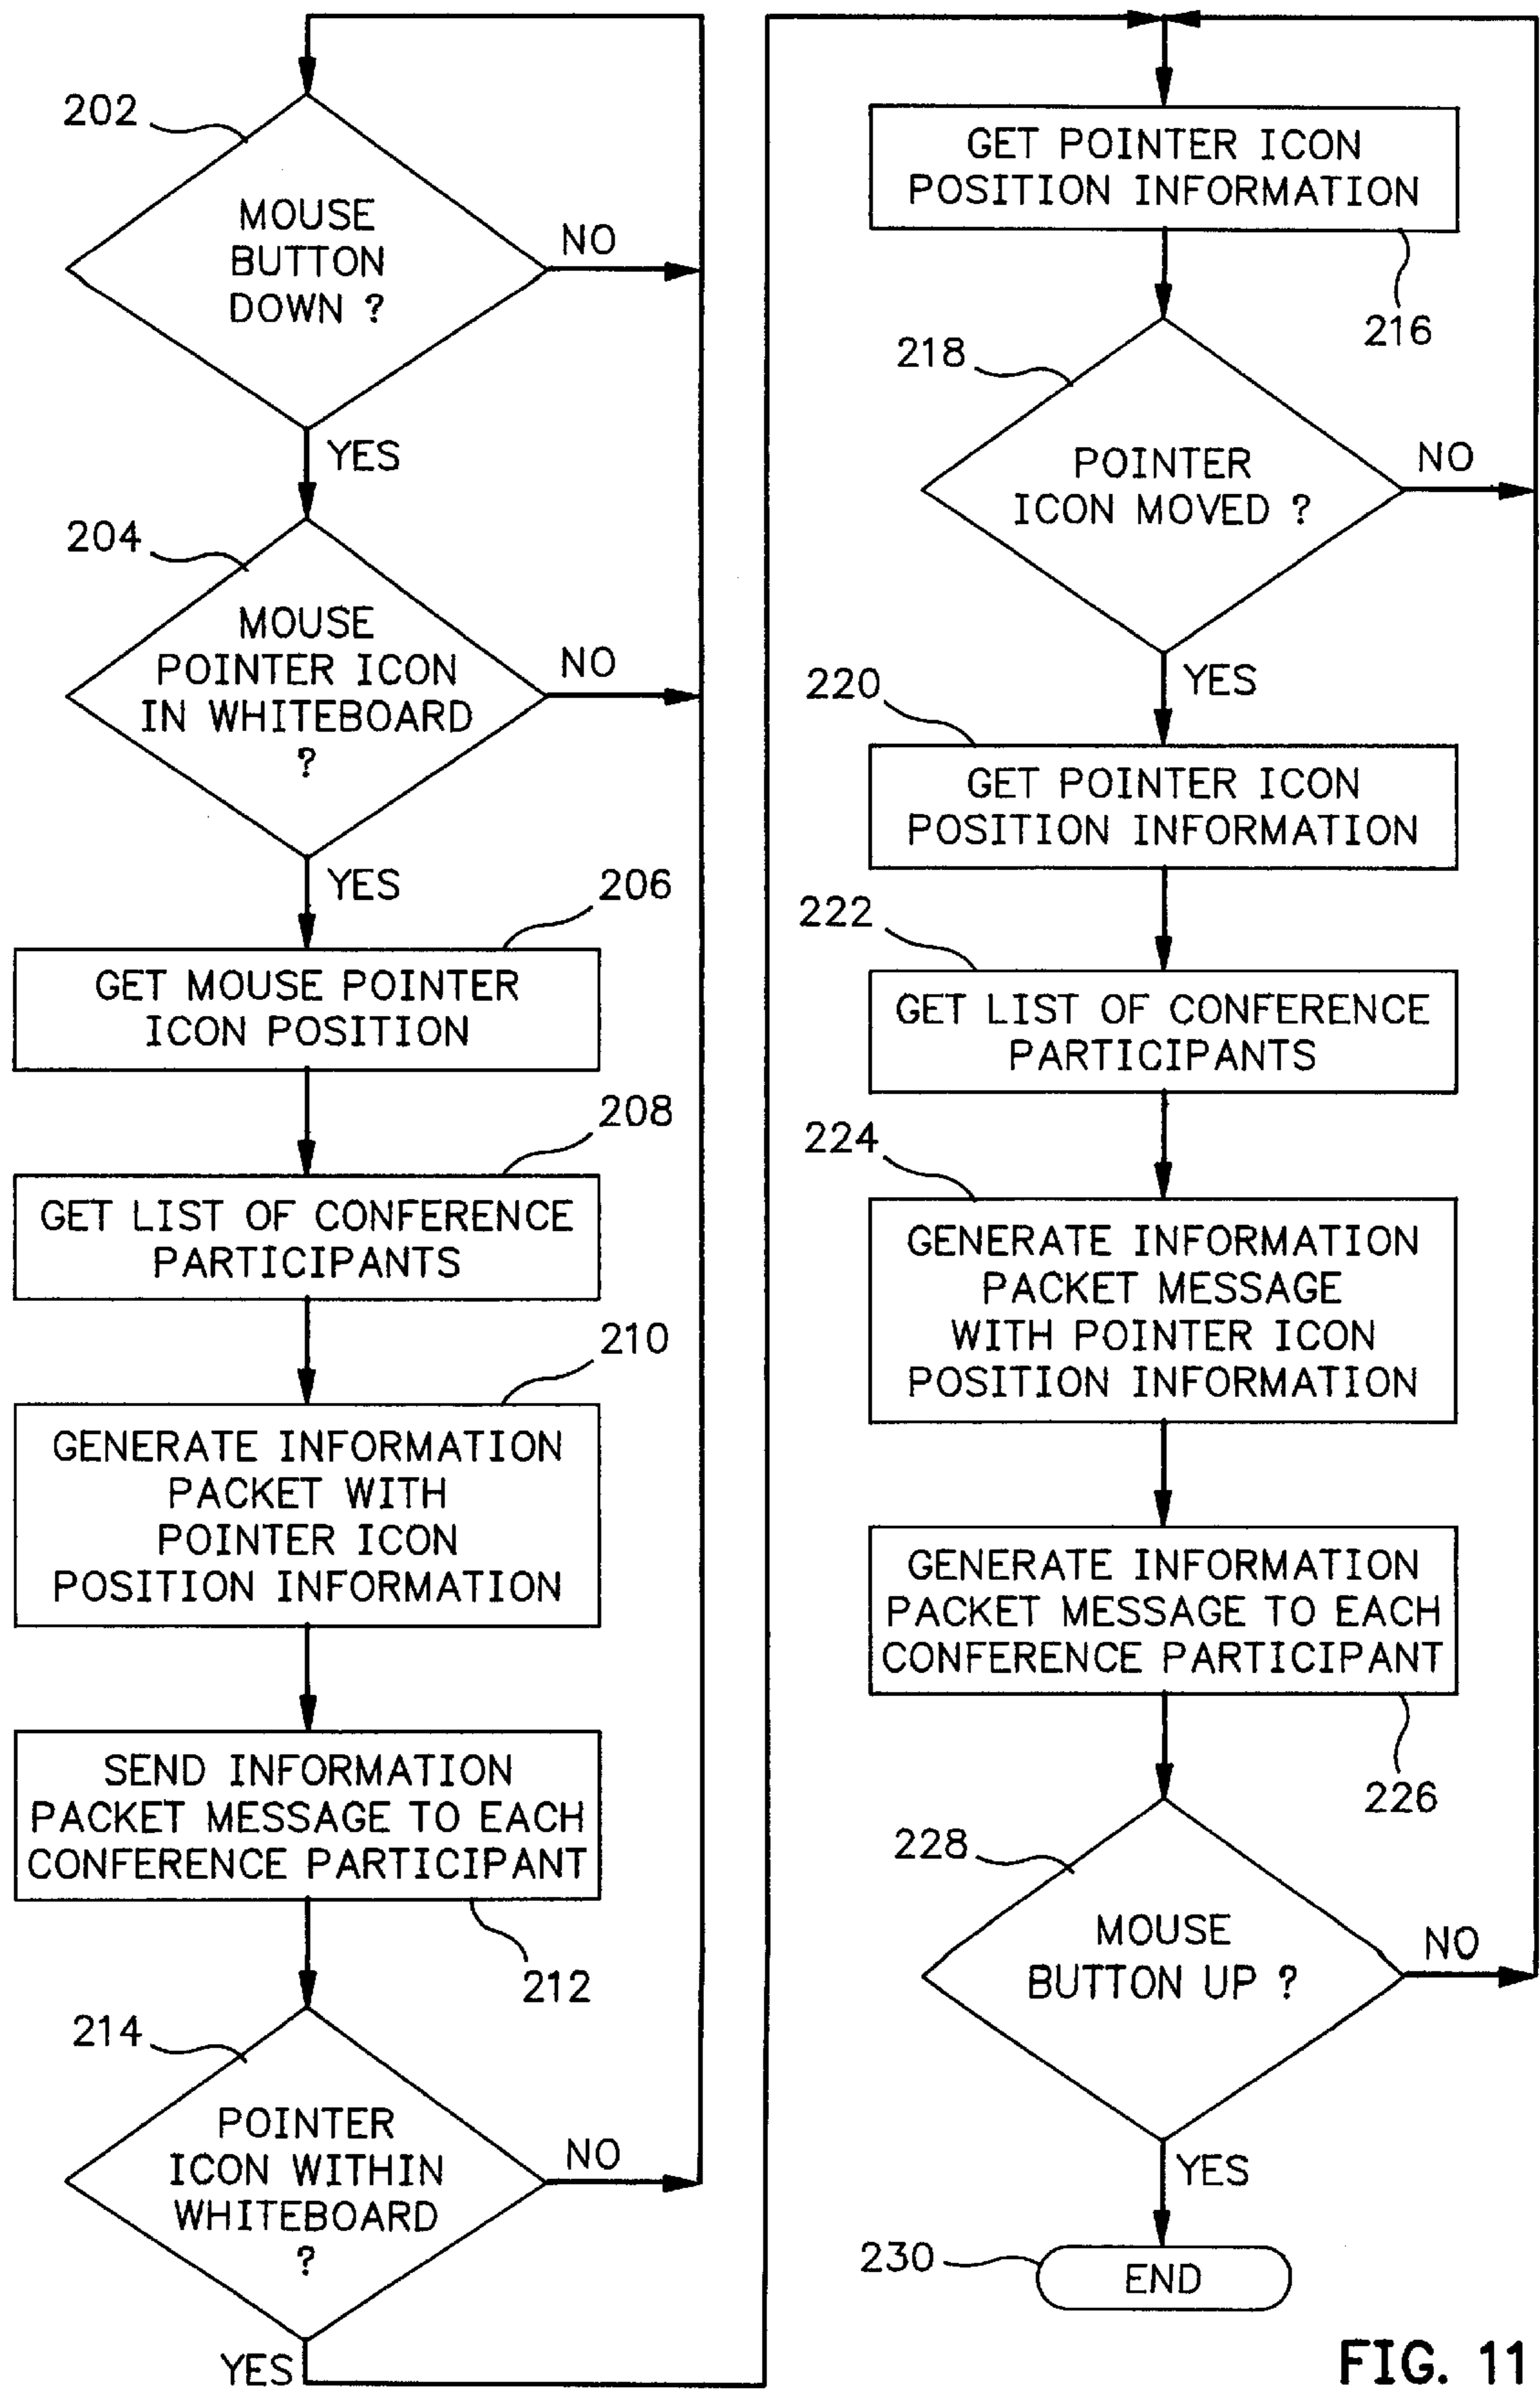 202
MOUSE
BUTTON
DOWN ?
NO
YES
204
MOUSE
POINTER ICON
IN WHITEBOARD
?
NO
YES
206
GET MOUSE POINTER
ICON POSITION
208
GET LIST OF CONFERENCE
PARTICIPANTS
210
GENERATE INFORMATION
PACKET WITH
POINTER ICON
POSITION INFORMATION
SEND INFORMATION
PACKET MESSAGE TO EACH
CONFERENCE PARTICIPANT
212
214
POINTER
ICON WITHIN
WHITEBOARD
?
NO
YES
GET POINTER ICON
POSITION INFORMATION
216
218
POINTER
ICON MOVED ?
NO
YES
220
GET POINTER ICON
POSITION INFORMATION
222
GET LIST OF CONFERENCE
PARTICIPANTS
224
GENERATE INFORMATION
PACKET MESSAGE
WITH POINTER ICON
POSITION INFORMATION
GENERATE INFORMATION
PACKET MESSAGE TO EACH
CONFERENCE PARTICIPANT
226
228
MOUSE
BUTTON UP ?
NO
YES
230
END
FIG. 11